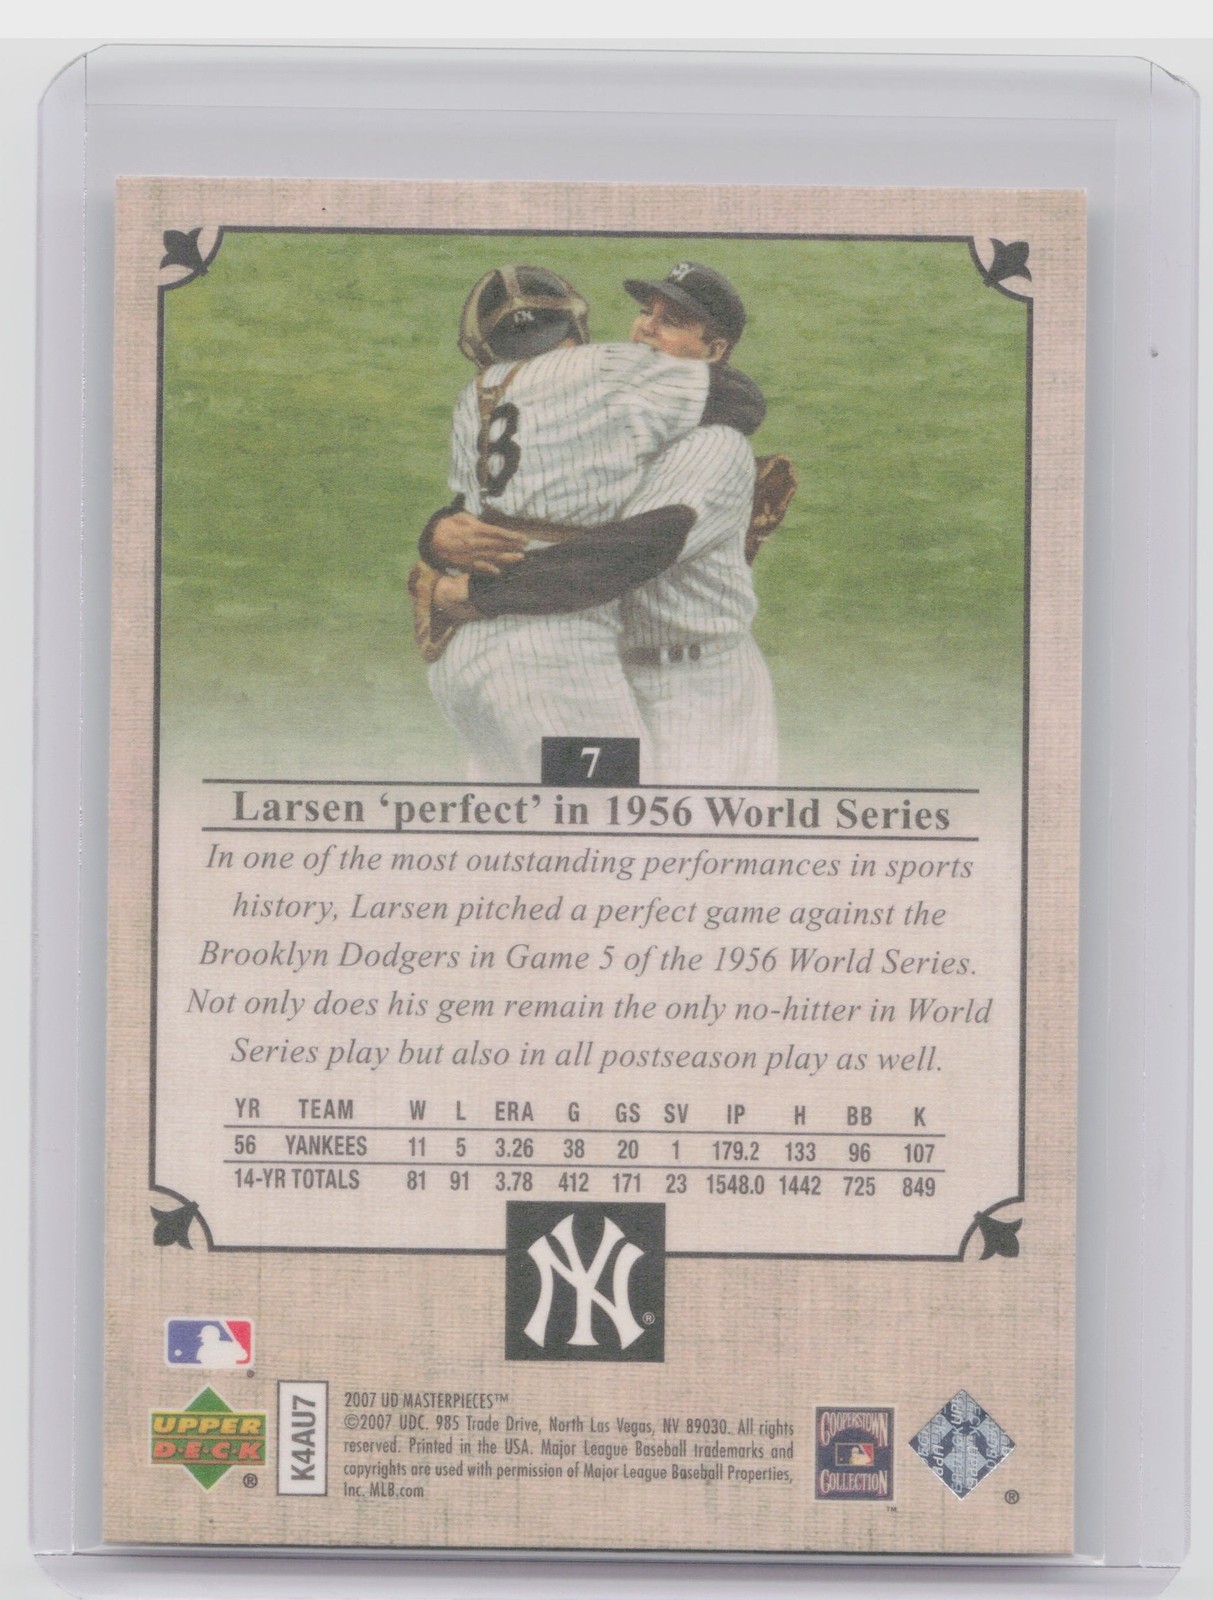 8
7
Larsen ‘perfect’ in 1956 World Series
In one of the most outstanding performances in sports
history, Larsen pitched a perfect game against the
Brooklyn Dodgers in Game 5 of the 1956 World Series.
Not only does his gem remain the only no-hitter in World
Series play but also in all postseason play as well.
YR TEAM W L ERA G GS SV IP H BB K
56 YANKEES 11 5 3.26 38 20 1 179.2 133 96 107
14-YR TOTALS 81 91 3.78 412 171 23 1548.0 1442 725 849
NY®
UPPER
D·E·C·K
®
K4AU7
2007 UD MASTERPIECES™
©2007 UDC. 985 Trade Drive, North Las Vegas, NV 89030. All rights
reserved. Printed in the USA. Major League Baseball trademarks and
copyrights are used with permission of Major League Baseball Properties,
Inc. MLB.com
COOPERSTOWN
COLLECTION
™
®